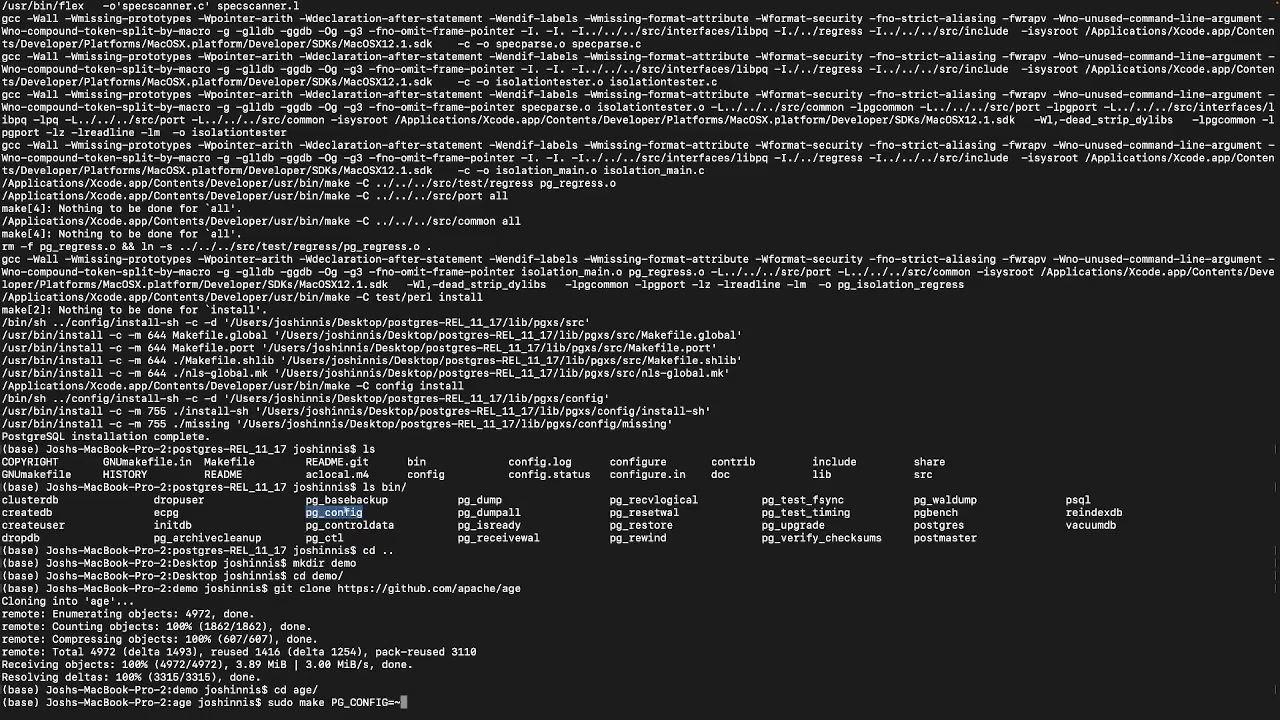 /usr/bin/flex   -o'specscanner.c' specscanner.l
gcc -Wall -Wmissing-prototypes -Wpointer-arith -Wdeclaration-after-statement -Wendif-labels -Wmissing-format-attribute -Wformat-security -fno-strict-aliasing -fwrapv -Wno-unused-command-line-argument -
Wno-compound-token-split-by-macro -g -glldb -ggdb -Og -g3 -fno-omit-frame-pointer -I. -I. -I../../../src/interfaces/libpq -I./../regress -I../../../src/include  -isysroot /Applications/Xcode.app/Conten
ts/Developer/Platforms/MacOSX.platform/Developer/SDKs/MacOSX12.1.sdk    -c -o specparse.o specparse.c
gcc -Wall -Wmissing-prototypes -Wpointer-arith -Wdeclaration-after-statement -Wendif-labels -Wmissing-format-attribute -Wformat-security -fno-strict-aliasing -fwrapv -Wno-unused-command-line-argument -
Wno-compound-token-split-by-macro -g -glldb -ggdb -Og -g3 -fno-omit-frame-pointer -I. -I. -I../../../src/interfaces/libpq -I./../regress -I../../../src/include  -isysroot /Applications/Xcode.app/Conten
ts/Developer/Platforms/MacOSX.platform/Developer/SDKs/MacOSX12.1.sdk    -c -o isolationtester.o isolationtester.c
gcc -Wall -Wmissing-prototypes -Wpointer-arith -Wdeclaration-after-statement -Wendif-labels -Wmissing-format-attribute -Wformat-security -fno-strict-aliasing -fwrapv -Wno-unused-command-line-argument -
Wno-compound-token-split-by-macro -g -glldb -ggdb -Og -g3 -fno-omit-frame-pointer specparse.o isolationtester.o -L../../../src/common -lpgcommon -L../../../src/port -lpgport -L../../../src/interfaces/l
ibpq -lpq -L../../../src/port -L../../../src/common -isysroot /Applications/Xcode.app/Contents/Developer/Platforms/MacOSX.platform/Developer/SDKs/MacOSX12.1.sdk   -Wl,-dead_strip_dylibs   -lpgcommon -l
pgport -lz -lreadline -lm  -o isolationtester
gcc -Wall -Wmissing-prototypes -Wpointer-arith -Wdeclaration-after-statement -Wendif-labels -Wmissing-format-attribute -Wformat-security -fno-strict-aliasing -fwrapv -Wno-unused-command-line-argument -
Wno-compound-token-split-by-macro -g -glldb -ggdb -Og -g3 -fno-omit-frame-pointer -I. -I. -I../../../src/interfaces/libpq -I./../regress -I../../../src/include  -isysroot /Applications/Xcode.app/Conten
ts/Developer/Platforms/MacOSX.platform/Developer/SDKs/MacOSX12.1.sdk    -c -o isolation_main.o isolation_main.c
/Applications/Xcode.app/Contents/Developer/usr/bin/make -C ../../../src/test/regress pg_regress.o
/Applications/Xcode.app/Contents/Developer/usr/bin/make -C ../../../src/port all
make[4]: Nothing to be done for `all'.
/Applications/Xcode.app/Contents/Developer/usr/bin/make -C ../../../src/common all
make[4]: Nothing to be done for `all'.
rm -f pg_regress.o && ln -s ../../../src/test/regress/pg_regress.o .
gcc -Wall -Wmissing-prototypes -Wpointer-arith -Wdeclaration-after-statement -Wendif-labels -Wmissing-format-attribute -Wformat-security -fno-strict-aliasing -fwrapv -Wno-unused-command-line-argument -
Wno-compound-token-split-by-macro -g -glldb -ggdb -Og -g3 -fno-omit-frame-pointer isolation_main.o pg_regress.o -L../../../src/port -L../../../src/common -isysroot /Applications/Xcode.app/Contents/Deve
loper/Platforms/MacOSX.platform/Developer/SDKs/MacOSX12.1.sdk   -Wl,-dead_strip_dylibs   -lpgcommon -lpgport -lz -lreadline -lm  -o pg_isolation_regress
/Applications/Xcode.app/Contents/Developer/usr/bin/make -C test/perl install
make[2]: Nothing to be done for `install'.
/bin/sh ../config/install-sh -c -d '/Users/joshinnis/Desktop/postgres-REL_11_17/lib/pgxs/src'
/usr/bin/install -c -m 644 Makefile.global '/Users/joshinnis/Desktop/postgres-REL_11_17/lib/pgxs/src/Makefile.global'
/usr/bin/install -c -m 644 Makefile.port '/Users/joshinnis/Desktop/postgres-REL_11_17/lib/pgxs/src/Makefile.port'
/usr/bin/install -c -m 644 ./Makefile.shlib '/Users/joshinnis/Desktop/postgres-REL_11_17/lib/pgxs/src/Makefile.shlib'
/usr/bin/install -c -m 644 ./nls-global.mk '/Users/joshinnis/Desktop/postgres-REL_11_17/lib/pgxs/src/nls-global.mk'
/Applications/Xcode.app/Contents/Developer/usr/bin/make -C config install
/bin/sh ../config/install-sh -c -d '/Users/joshinnis/Desktop/postgres-REL_11_17/lib/pgxs/config'
/usr/bin/install -c -m 755 ./install-sh '/Users/joshinnis/Desktop/postgres-REL_11_17/lib/pgxs/config/install-sh'
/usr/bin/install -c -m 755 ./missing '/Users/joshinnis/Desktop/postgres-REL_11_17/lib/pgxs/config/missing'
PostgreSQL installation complete.
(base) Joshs-MacBook-Pro-2:postgres-REL_11_17 joshinnis$ ls
COPYRIGHT GNUmakefile.in Makefile README.git bin config.log configure contrib include share
GNUmakefile HISTORY README aclocal.m4 config config.status configure.in doc lib src
(base) Joshs-MacBook-Pro-2:postgres-REL_11_17 joshinnis$ ls bin/
clusterdb dropuser pg_basebackup pg_dump pg_recvlogical pg_test_fsync pg_waldump psql
createdb ecpg pg_config pg_dumpall pg_resetwal pg_test_timing pgbench reindexdb
createuser initdb pg_controldata pg_isready pg_restore pg_upgrade postgres vacuumdb
dropdb pg_archivecleanup pg_ctl pg_receivewal pg_rewind pg_verify_checksums postmaster
(base) Joshs-MacBook-Pro-2:postgres-REL_11_17 joshinnis$ cd ..
(base) Joshs-MacBook-Pro-2:Desktop joshinnis$ mkdir demo
(base) Joshs-MacBook-Pro-2:Desktop joshinnis$ cd demo/
(base) Joshs-MacBook-Pro-2:demo joshinnis$ git clone https://github.com/apache/age
Cloning into 'age'...
remote: Enumerating objects: 4972, done.
remote: Counting objects: 100% (1862/1862), done.
remote: Compressing objects: 100% (607/607), done.
remote: Total 4972 (delta 1493), reused 1416 (delta 1254), pack-reused 3110
Receiving objects: 100% (4972/4972), 3.89 MiB | 3.00 MiB/s, done.
Resolving deltas: 100% (3315/3315), done.
(base) Joshs-MacBook-Pro-2:demo joshinnis$ cd age/
(base) Joshs-MacBook-Pro-2:age joshinnis$ sudo make PG_CONFIG=~